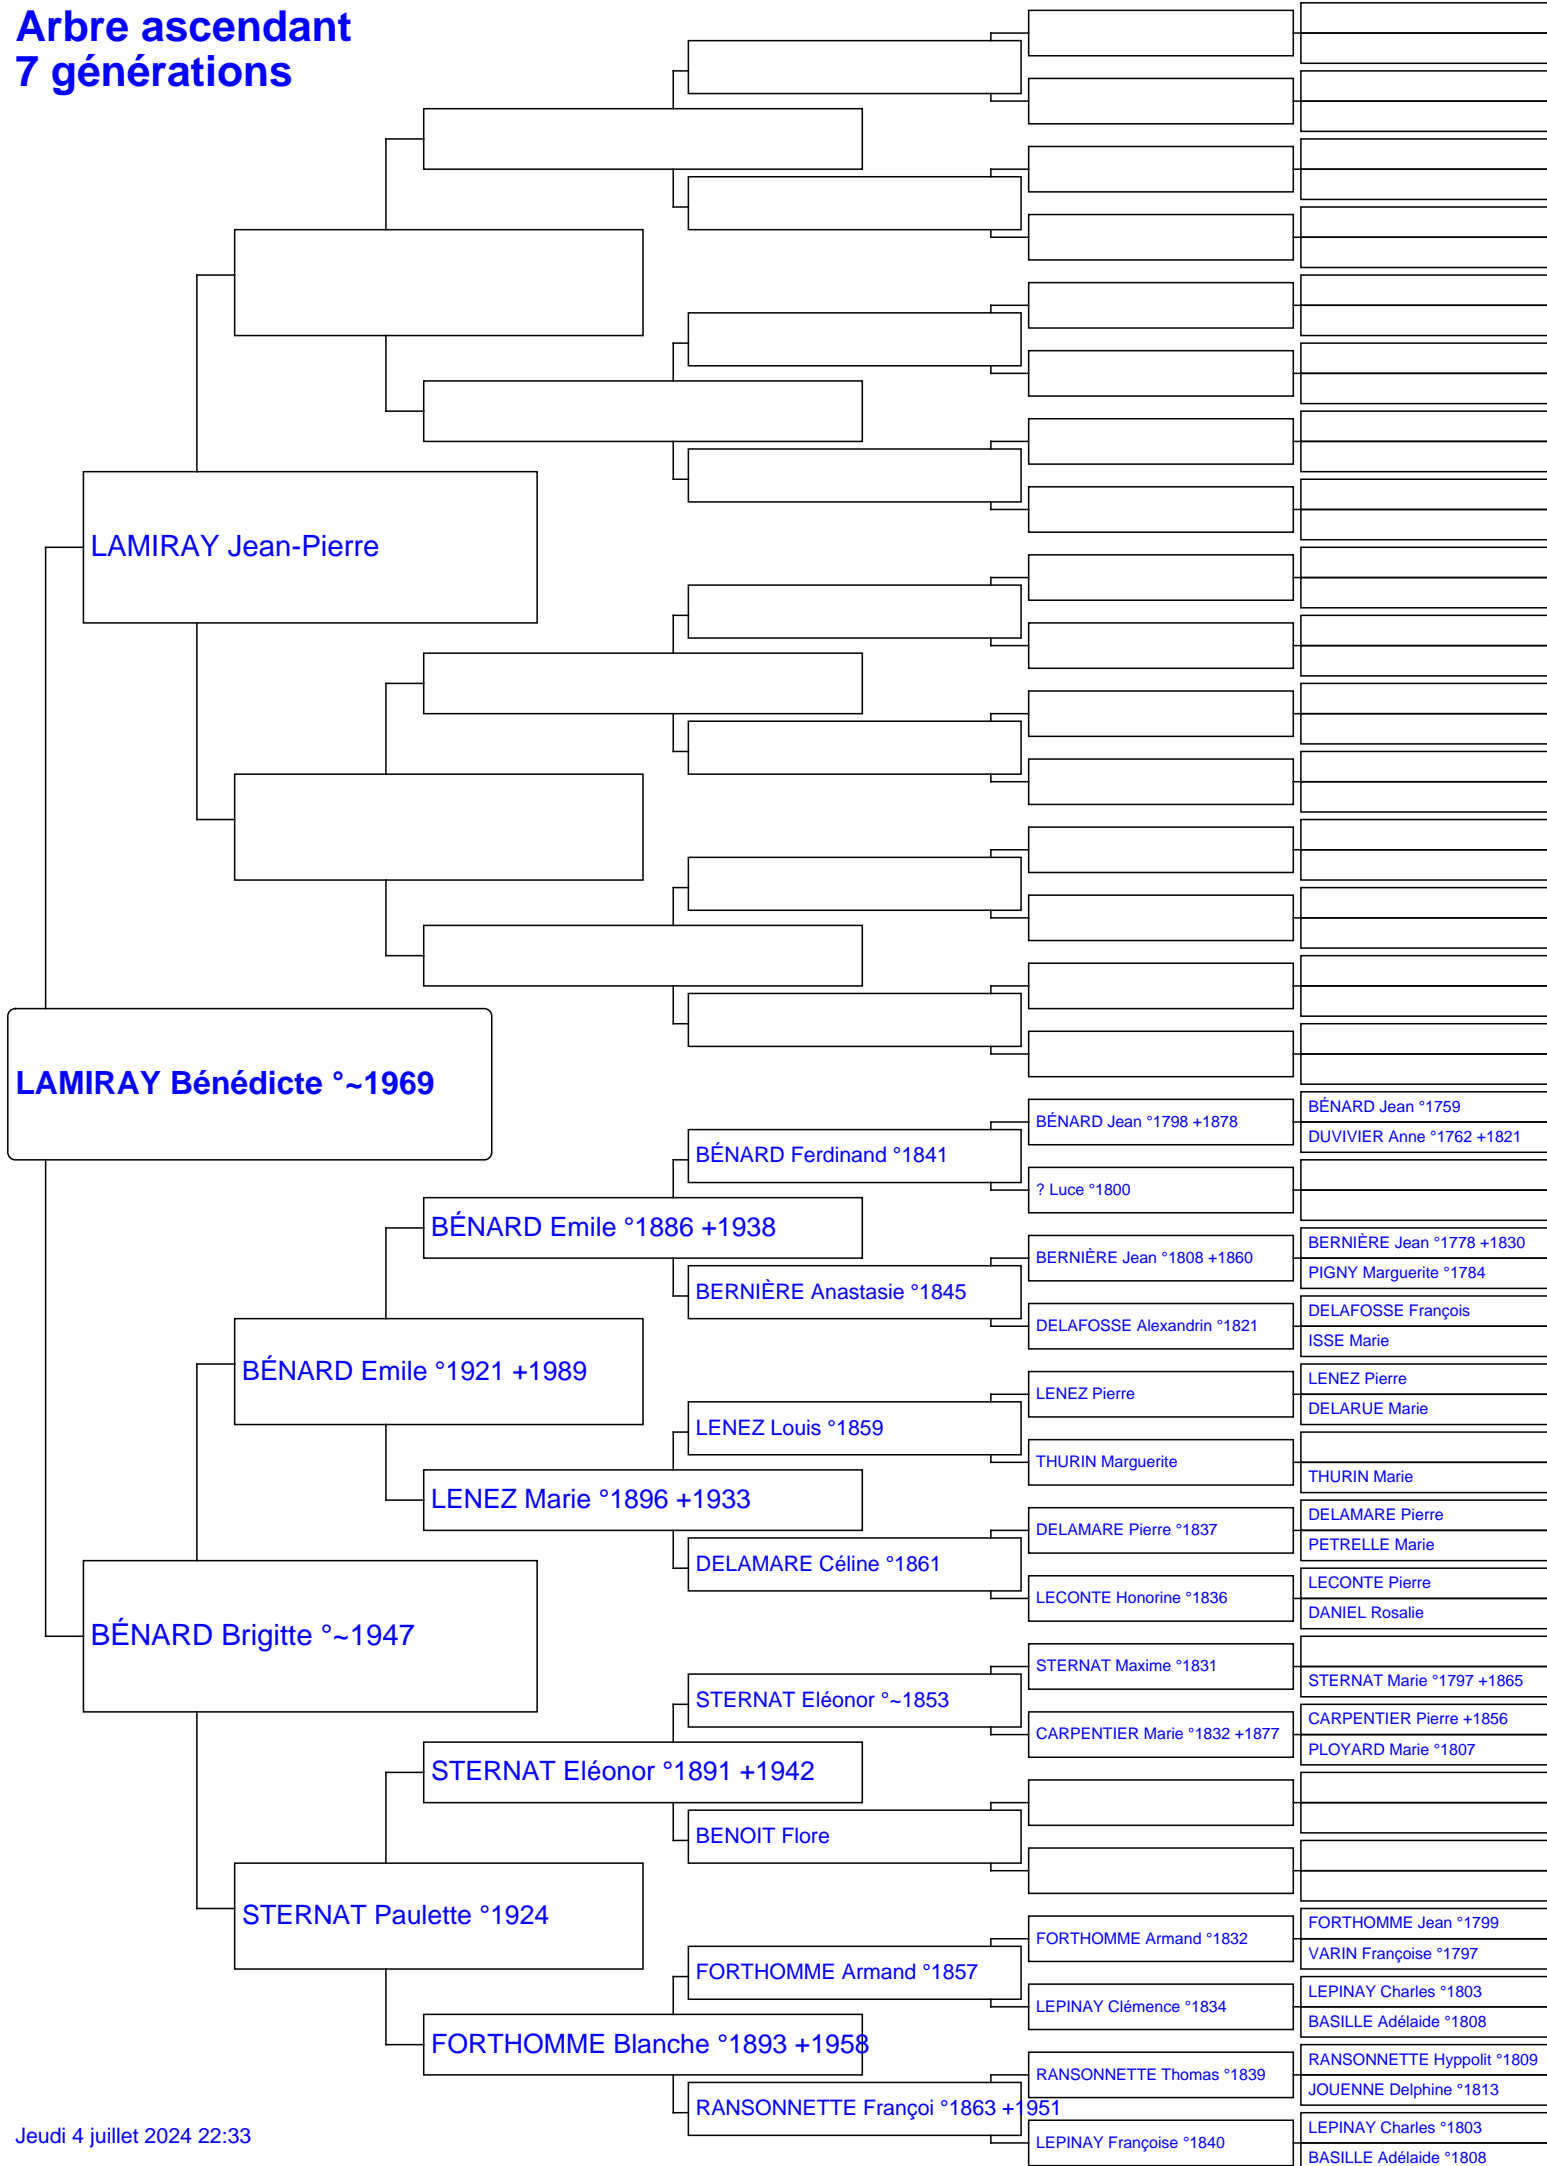 Arbre ascendant
7 générations
LAMIRAY Jean-Pierre
LAMIRAY Bénédicte °~1969
BÉNARD Jean °1759
BÉNARD Jean °1798 +1878
DUVIVIER Anne °1762 +1821
BÉNARD Ferdinand °1841
? Luce °1800
BÉNARD Emile °1886 +1938
BERNIÈRE Jean °1778 +1830
BERNIÈRE Jean °1808 +1860
PIGNY Marguerite °1784
BERNIÈRE Anastasie °1845
DELAFOSSE François
DELAFOSSE Alexandrin °1821
ISSE Marie
BÉNARD Emile °1921 +1989
LENEZ Pierre
LENEZ Pierre
DELARUE Marie
LENEZ Louis °1859
THURIN Marguerite
THURIN Marie
LENEZ Marie °1896 +1933
DELAMARE Pierre
DELAMARE Pierre °1837
PETRELLE Marie
DELAMARE Céline °1861
LECONTE Pierre
LECONTE Honorine °1836
DANIEL Rosalie
BÉNARD Brigitte °~1947
STERNAT Maxime °1831
STERNAT Marie °1797 +1865
STERNAT Eléonor °~1853
CARPENTIER Pierre +1856
CARPENTIER Marie °1832 +1877
PLOYARD Marie °1807
STERNAT Eléonor °1891 +1942
BENOIT Flore
STERNAT Paulette °1924
FORTHOMME Jean °1799
FORTHOMME Armand °1832
VARIN Françoise °1797
FORTHOMME Armand °1857
LEPINAY Charles °1803
LEPINAY Clémence °1834
BASILLE Adélaide °1808
FORTHOMME Blanche °1893 +1958
RANSONNETTE Hyppolit °1809
RANSONNETTE Thomas °1839
JOUENNE Delphine °1813
RANSONNETTE Françoi °1863 +1951
LEPINAY Charles °1803
LEPINAY Françoise °1840
BASILLE Adélaide °1808
Jeudi 4 juillet 2024 22:33